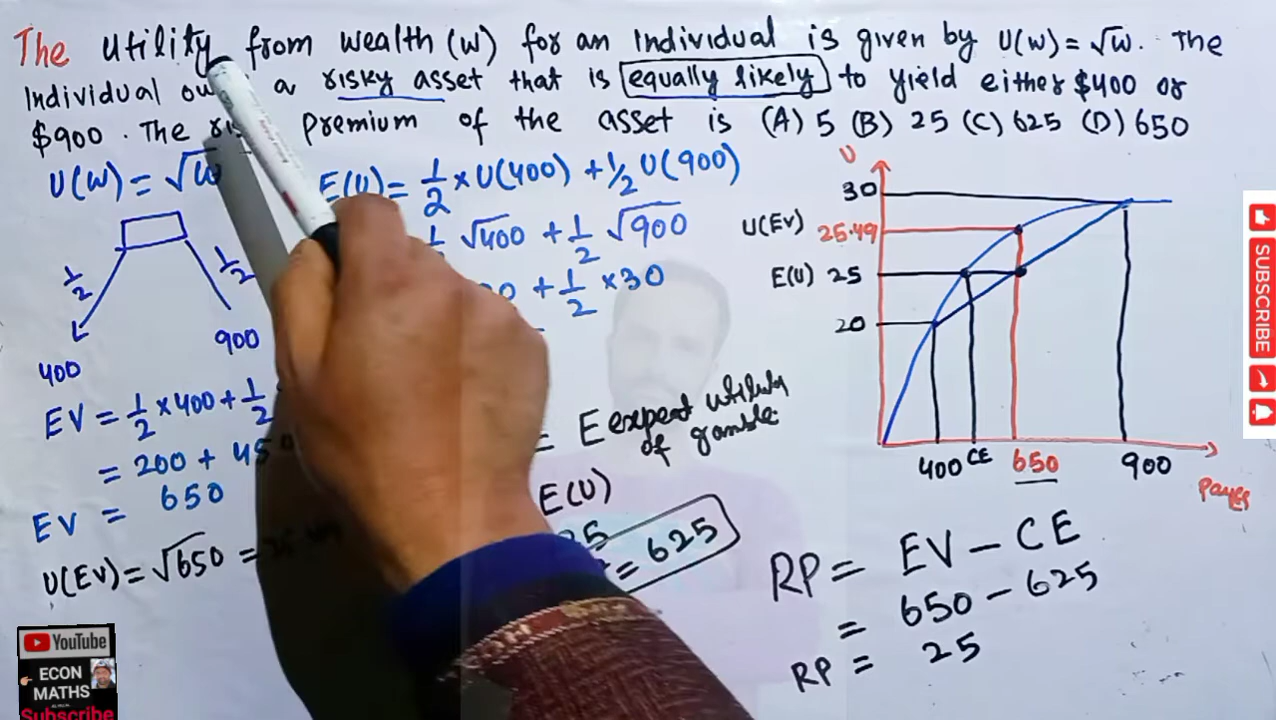 The Utility from Wealth (W) for an Individual is given by U(W) = √W. The
Individual a risky asset that is equally likely to yield either $400 or
$900. The premium of the asset is (A) 5 (B) 25 (C) 625 (D) 650
U(W) = √W
1/2
1/2
400
900
EV = 1/2 × 400 + 1/2
= 200 + 450
EV = 650
U(EV) = √650 =
E(U) = 1/2 × U(400) + 1/2 U(900)
√400 + 1/2 √900
+ 1/2 × 30
= E expect utility
of gamble
E(U)
25
= 625
U
30
U(EV) 25.49
E(U) 25
20
400 CE 650 900
RP = EV - CE
= 650 - 625
RP = 25
YouTube
ECON
MATHS
Subscribe
SUBSCRIBE